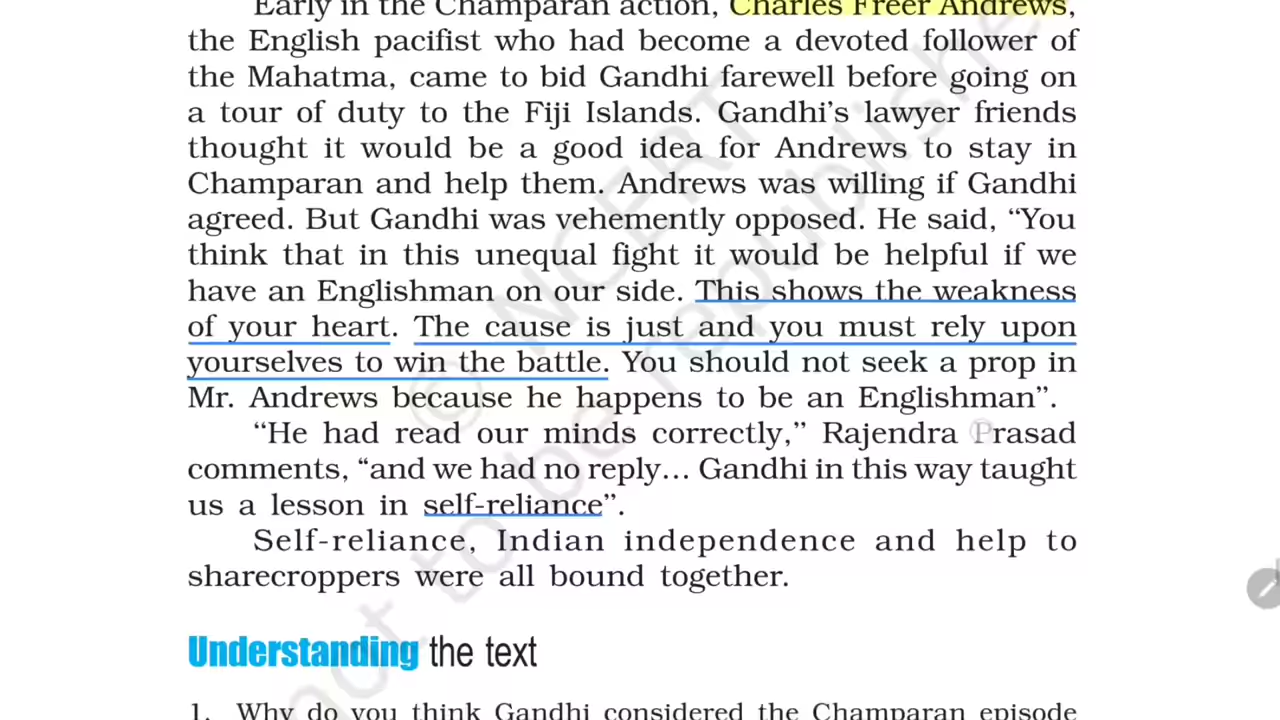 Early in the Champaran action, Charles Freer Andrews,
the English pacifist who had become a devoted follower of
the Mahatma, came to bid Gandhi farewell before going on
a tour of duty to the Fiji Islands. Gandhi’s lawyer friends
thought it would be a good idea for Andrews to stay in
Champaran and help them. Andrews was willing if Gandhi
agreed. But Gandhi was vehemently opposed. He said, “You
think that in this unequal fight it would be helpful if we
have an Englishman on our side. This shows the weakness
of your heart. The cause is just and you must rely upon
yourselves to win the battle. You should not seek a prop in
Mr. Andrews because he happens to be an Englishman”.
“He had read our minds correctly,” Rajendra Prasad
comments, “and we had no reply... Gandhi in this way taught
us a lesson in self-reliance”.
Self-reliance, Indian independence and help to
sharecroppers were all bound together.
Understanding the text
1. Why do you think Gandhi considered the Champaran episode
© NCERT
not to be republishe